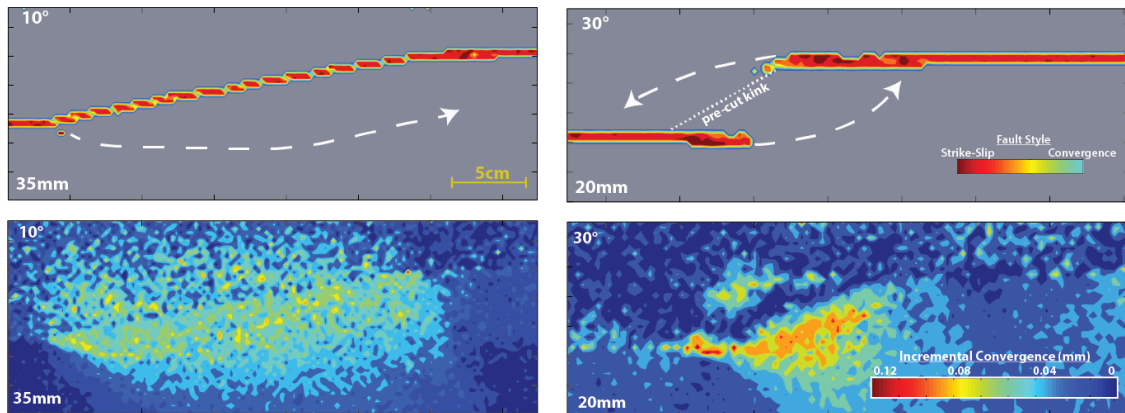 10°
35mm
5cm
30°
pre-cut kink
Fault Style
Strike-Slip Convergence
20mm
10°
35mm
30°
Incremental Convergence (mm)
0.12 0.08 0.04 0
20mm